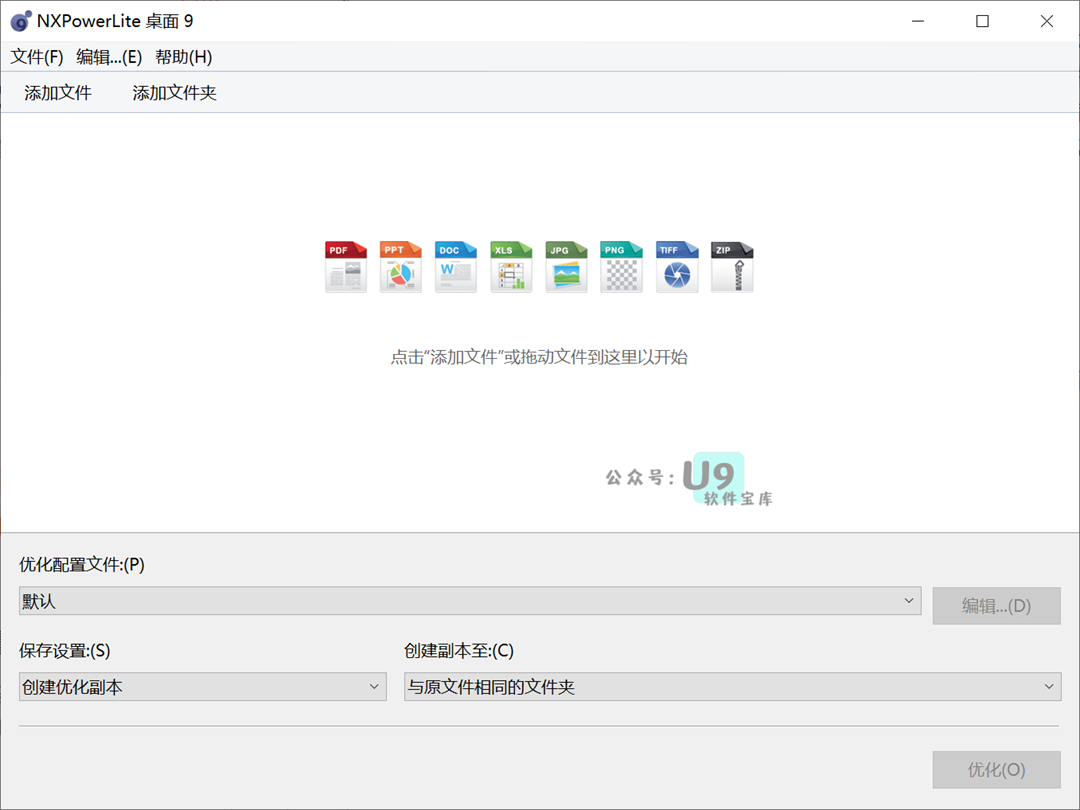 NXPowerLite 桌面 9
文件(F) 编辑...(E) 帮助(H)
添加文件 添加文件夹
PDF PPT DOC XLS JPG PNG TIFF ZIP
W
点击“添加文件”或拖动文件到这里以开始
公众号: U9
软件宝库
优化配置文件:(P)
默认 编辑...(D)
保存设置:(S) 创建副本至:(C)
创建优化副本 与原文件相同的文件夹
优化(O)